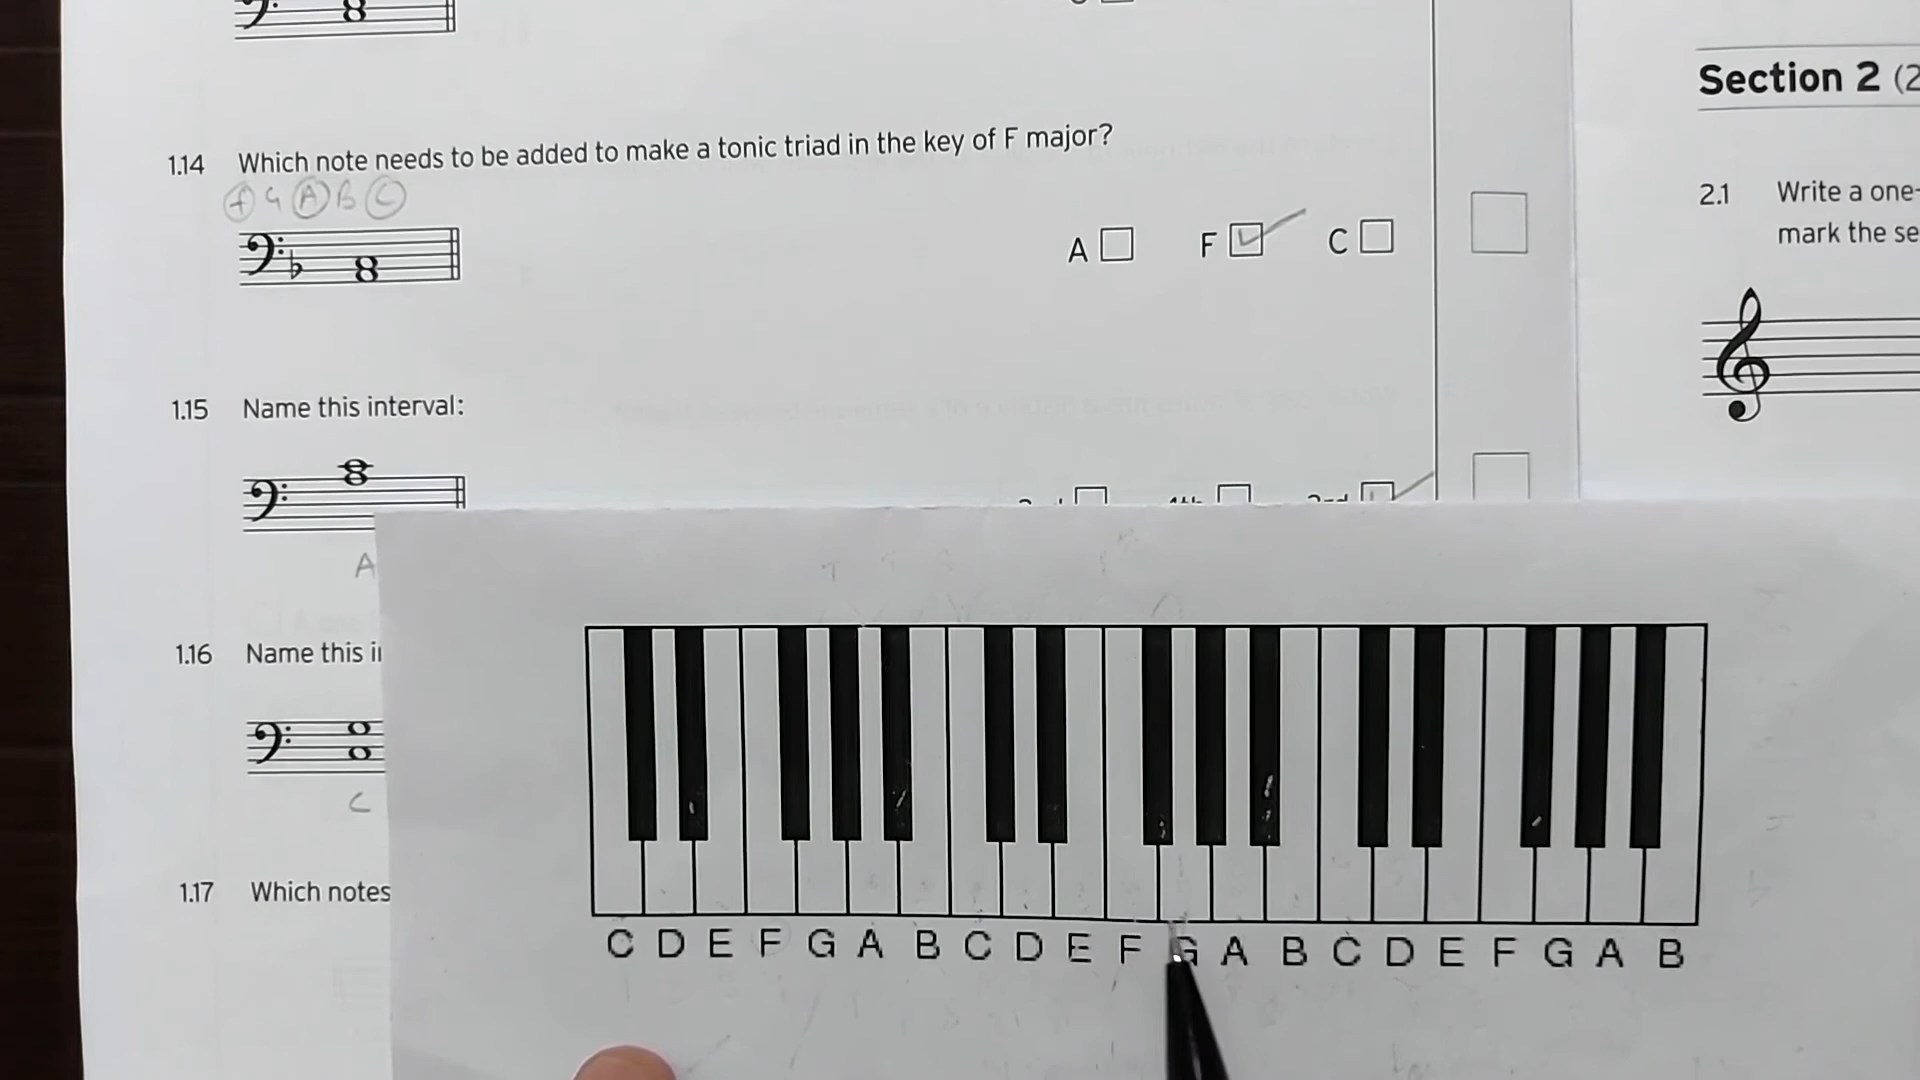 Section 2 (2
1.14 Which note needs to be added to make a tonic triad in the key of F major?
F G A B C
A F C
2.1 Write a one-
mark the se
1.15 Name this interval:
A
1.16 Name this i
C
1.17 Which notes
C D E F G A B C D E F G A B C D E F G A B